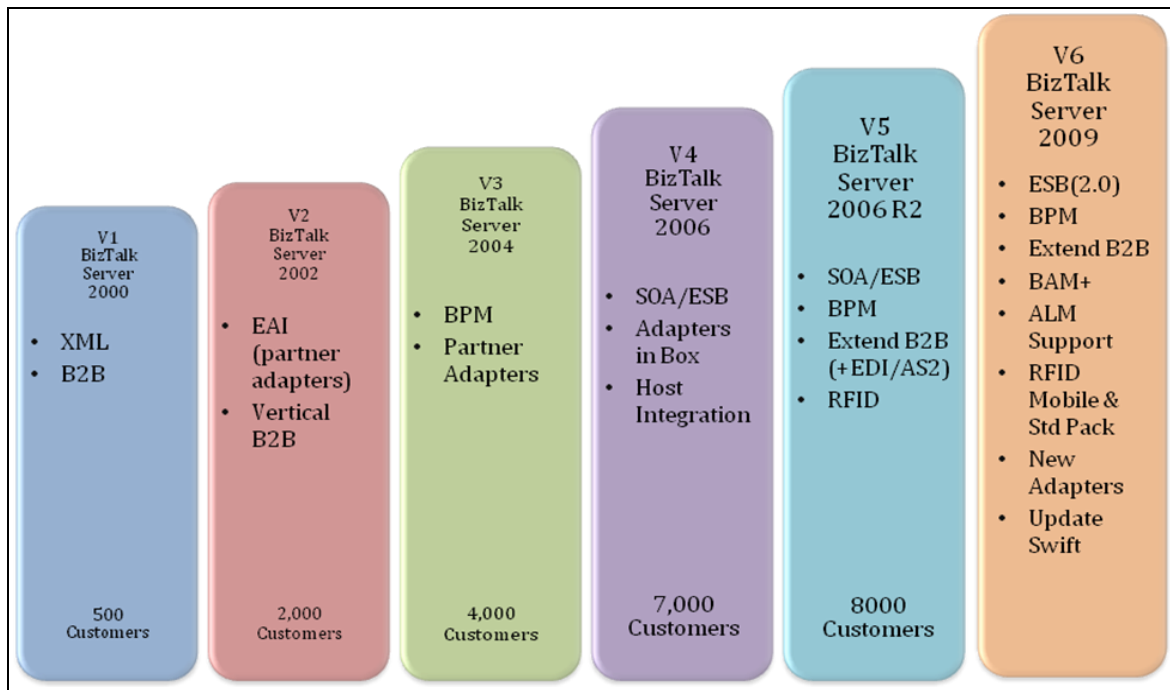 V1
BizTalk
Server
2000
• XML
• B2B
500
Customers
V2
BizTalk
Server
2002
• EAI
(partner
adapters)
• Vertical
B2B
2,000
Customers
V3
BizTalk
Server
2004
• BPM
• Partner
Adapters
4,000
Customers
V4
BizTalk
Server
2006
• SOA/ESB
• Adapters
in Box
• Host
Integration
7,000
Customers
V5
BizTalk
Server
2006 R2
• SOA/ESB
• BPM
• Extend B2B
(+EDI/AS2)
• RFID
8000
Customers
V6
BizTalk
Server
2009
• ESB(2.0)
• BPM
• Extend B2B
• BAM+
• ALM
Support
• RFID
Mobile &
Std Pack
• New
Adapters
• Update
Swift